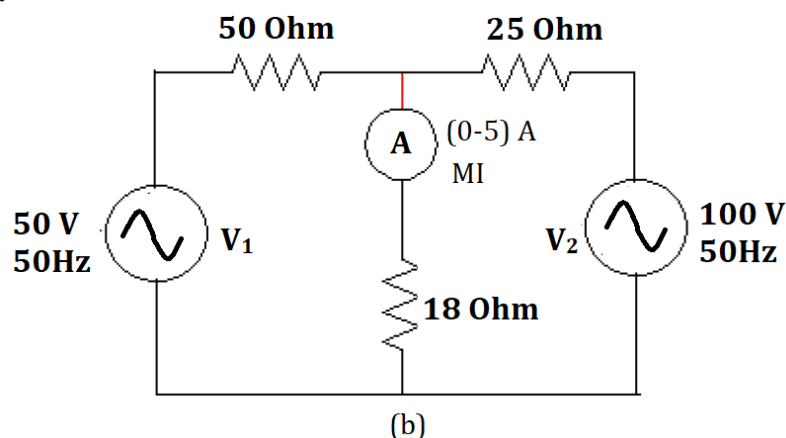 50 Ohm
25 Ohm
A
(0-5) A
MI
50 V
50Hz
V₁
V₂
100 V
50Hz
18 Ohm
(b)